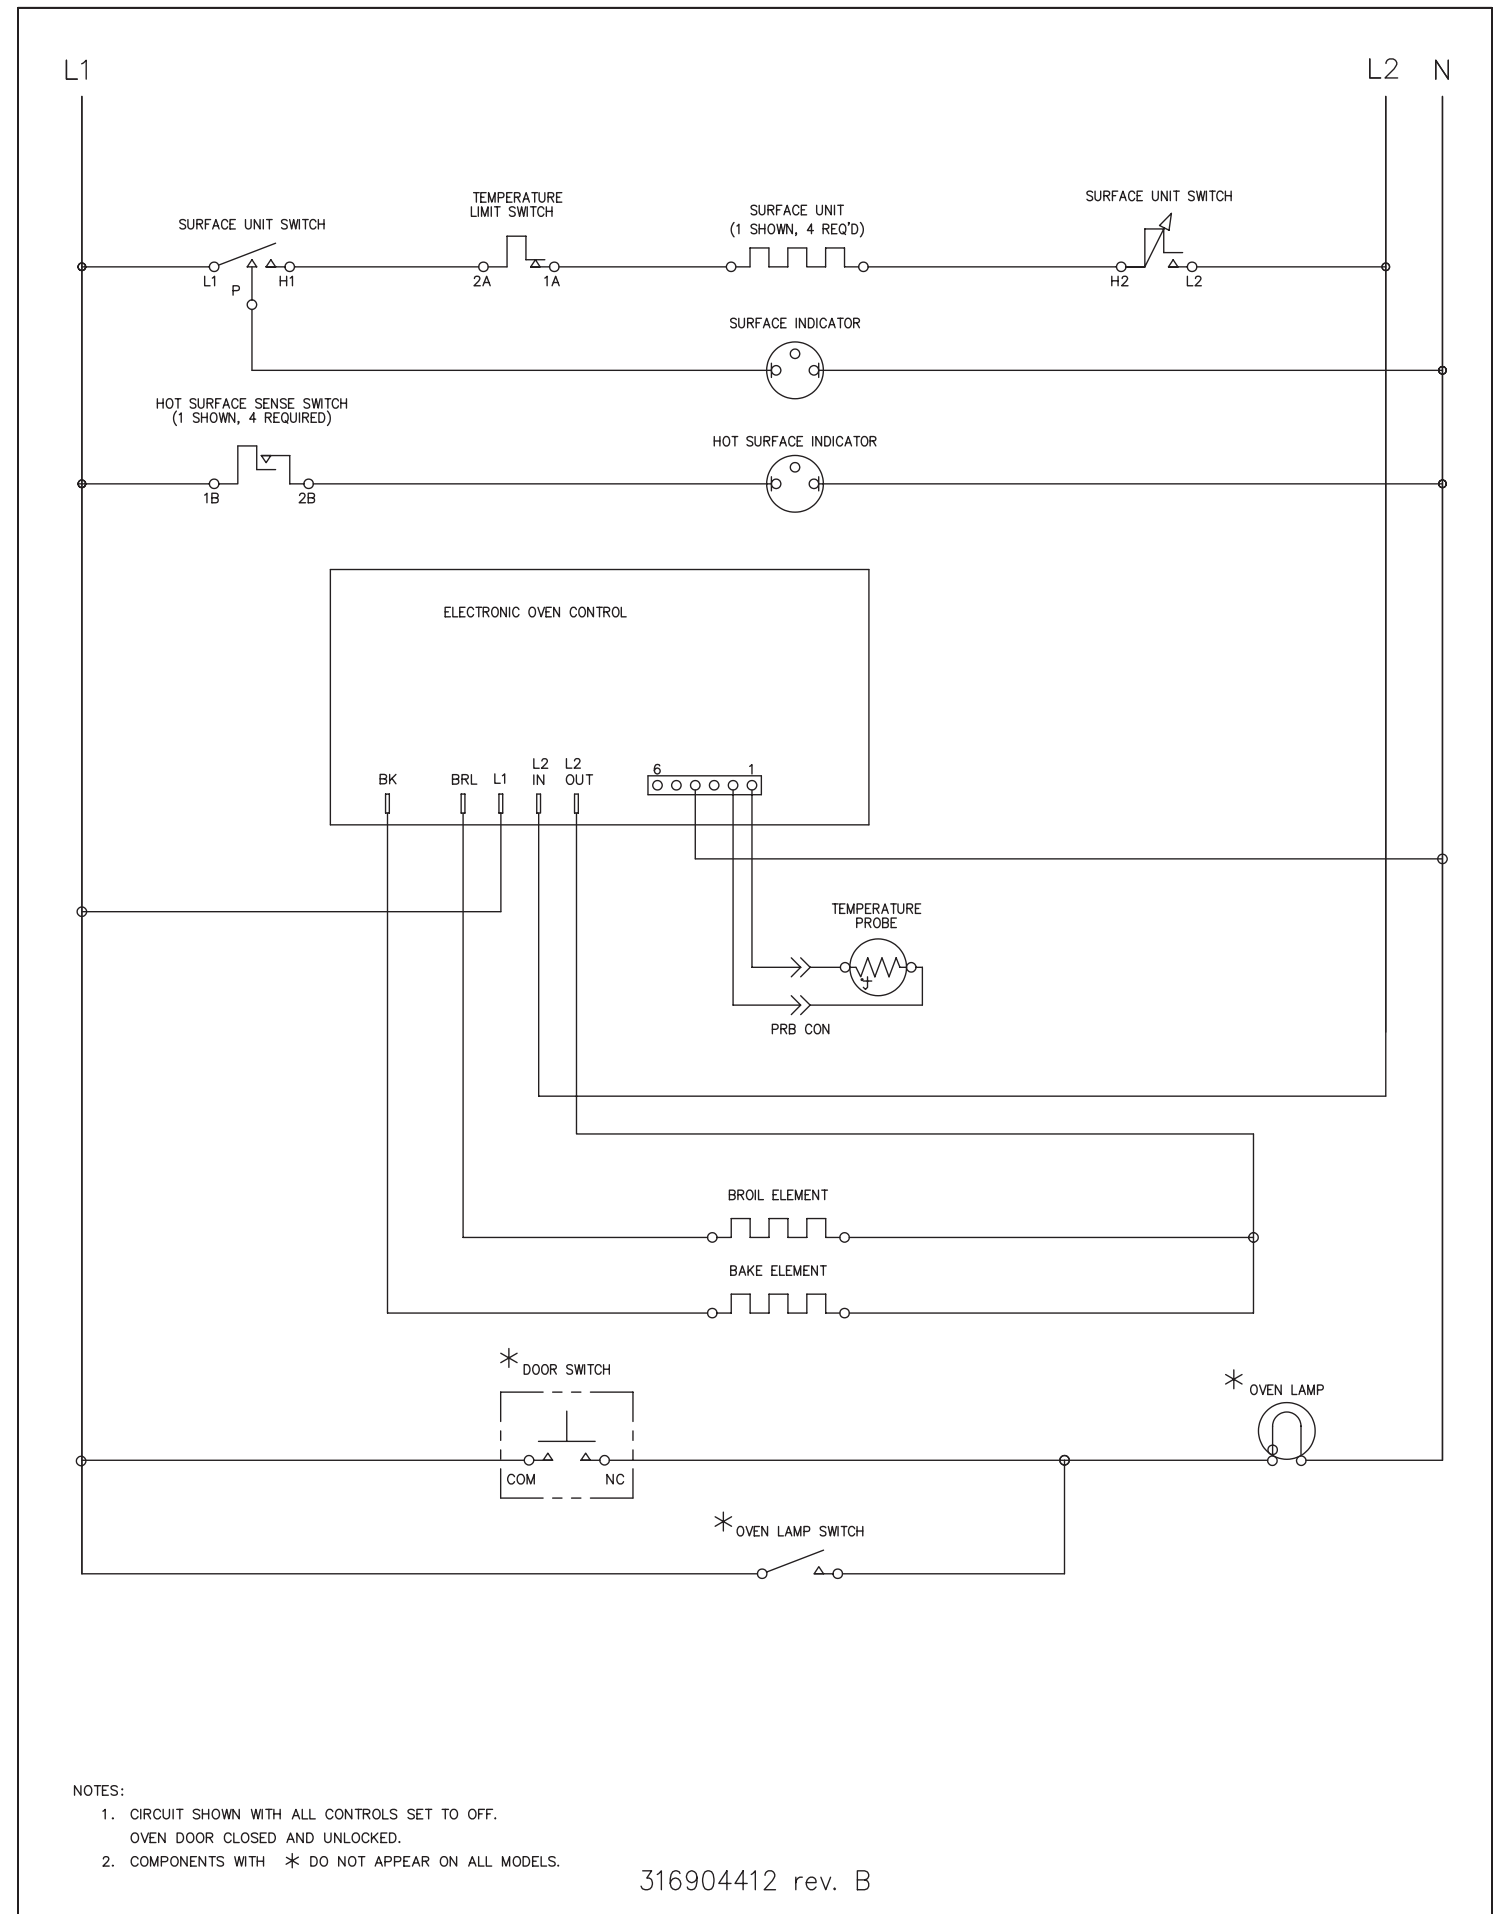 L1
L2 N
SURFACE UNIT SWITCH
TEMPERATURE
LIMIT SWITCH
SURFACE UNIT
(1 SHOWN, 4 REQ'D)
SURFACE UNIT SWITCH
L1
P
H1
2A
1A
H2
L2
SURFACE INDICATOR
HOT SURFACE SENSE SWITCH
(1 SHOWN, 4 REQUIRED)
HOT SURFACE INDICATOR
1B
2B
ELECTRONIC OVEN CONTROL
BK
BRL
L1
L2
IN
L2
OUT
6
1
TEMPERATURE
PROBE
PRB CON
BROIL ELEMENT
BAKE ELEMENT
* DOOR SWITCH
* OVEN LAMP
COM
NC
* OVEN LAMP SWITCH
NOTES:
1. CIRCUIT SHOWN WITH ALL CONTROLS SET TO OFF.
OVEN DOOR CLOSED AND UNLOCKED.
2. COMPONENTS WITH * DO NOT APPEAR ON ALL MODELS.
316904412 rev. B